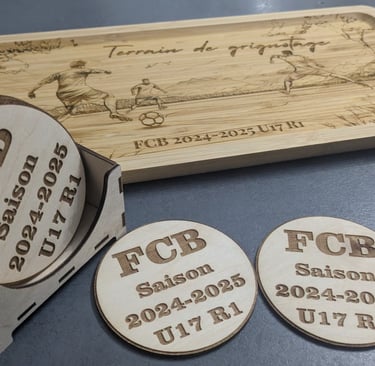 Terrain de grignotage
FCB 2024-2025 U17 R1
Saison
2024-2025
U17 R1
FCB
Saison
2024-2025
U17 R1
FCB
Saison
2024-2025
U17 R1